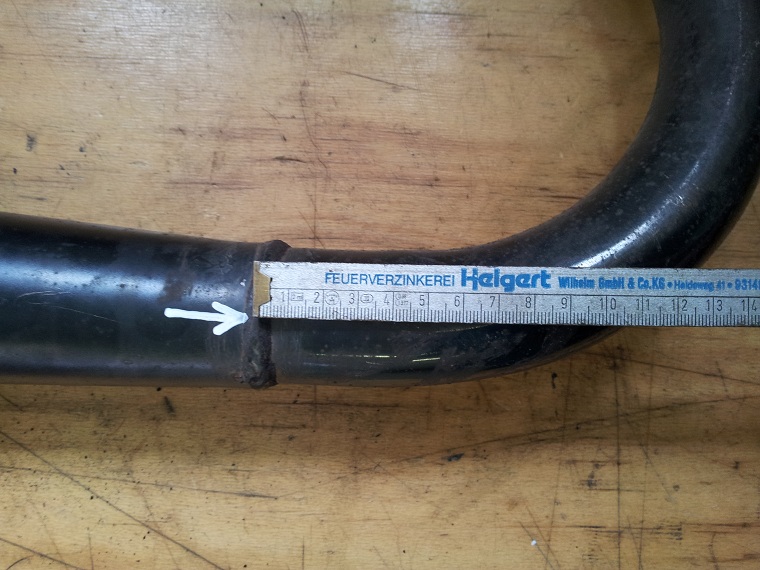 FEUERVERZINKEREI Helgert Wilhelm GmbH & Co.KG • Heideweg 41 • 9314
1 2 3 4 5 6 7 8 9 10 11 12 13 14